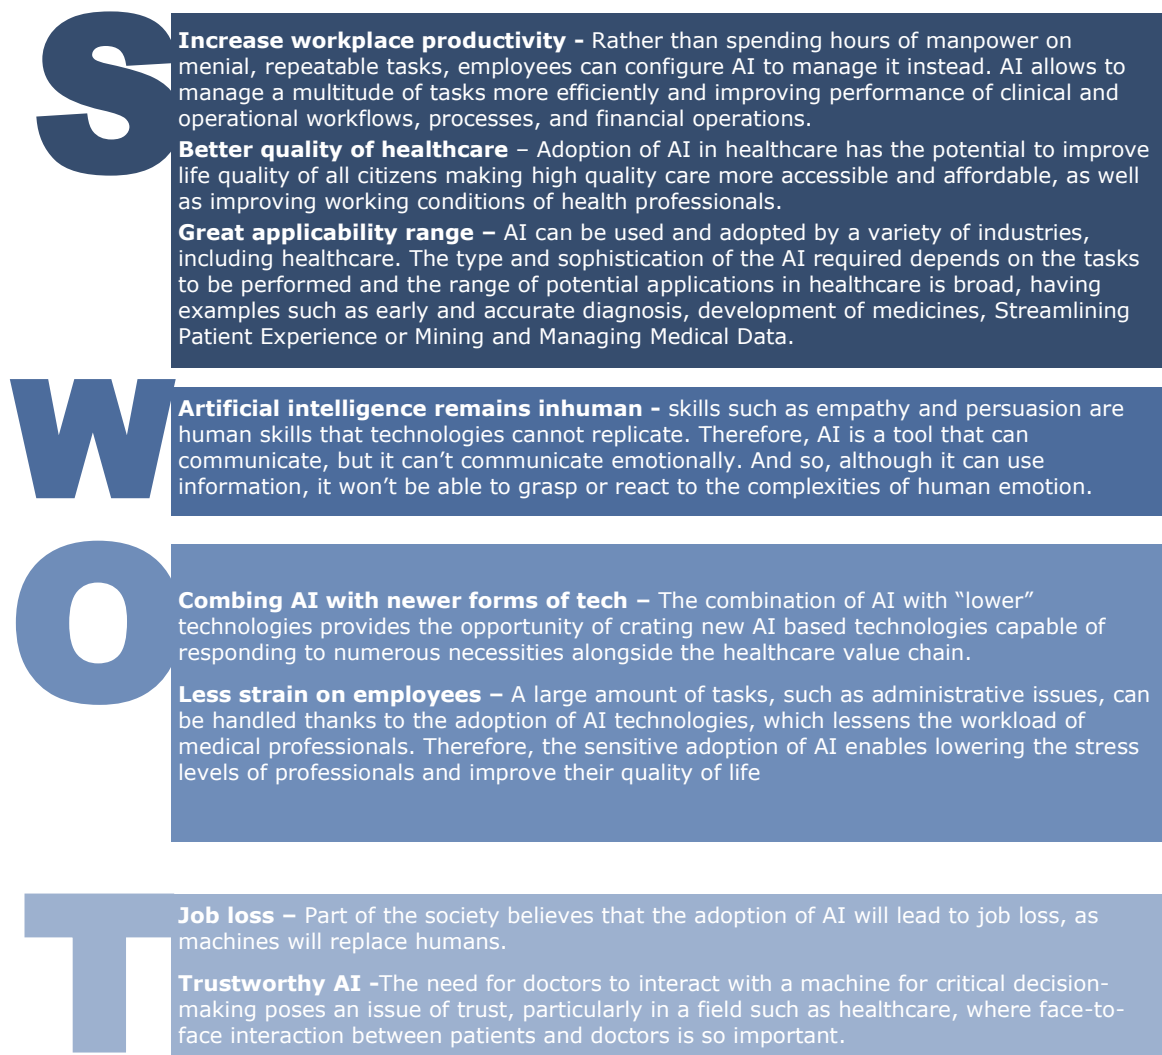 S
Increase workplace productivity - Rather than spending hours of manpower on
menial, repeatable tasks, employees can configure AI to manage it instead. AI allows to
manage a multitude of tasks more efficiently and improving performance of clinical and
operational workflows, processes, and financial operations.
Better quality of healthcare – Adoption of AI in healthcare has the potential to improve
life quality of all citizens making high quality care more accessible and affordable, as well
as improving working conditions of health professionals.
Great applicability range – AI can be used and adopted by a variety of industries,
including healthcare. The type and sophistication of the AI required depends on the tasks
to be performed and the range of potential applications in healthcare is broad, having
examples such as early and accurate diagnosis, development of medicines, Streamlining
Patient Experience or Mining and Managing Medical Data.
W
Artificial intelligence remains inhuman - skills such as empathy and persuasion are
human skills that technologies cannot replicate. Therefore, AI is a tool that can
communicate, but it can’t communicate emotionally. And so, although it can use
information, it won’t be able to grasp or react to the complexities of human emotion.
O
Combing AI with newer forms of tech – The combination of AI with “lower”
technologies provides the opportunity of crating new AI based technologies capable of
responding to numerous necessities alongside the healthcare value chain.
Less strain on employees – A large amount of tasks, such as administrative issues, can
be handled thanks to the adoption of AI technologies, which lessens the workload of
medical professionals. Therefore, the sensitive adoption of AI enables lowering the stress
levels of professionals and improve their quality of life
T
Job loss – Part of the society believes that the adoption of AI will lead to job loss, as
machines will replace humans.
Trustworthy AI -The need for doctors to interact with a machine for critical decision-
making poses an issue of trust, particularly in a field such as healthcare, where face-to-
face interaction between patients and doctors is so important.